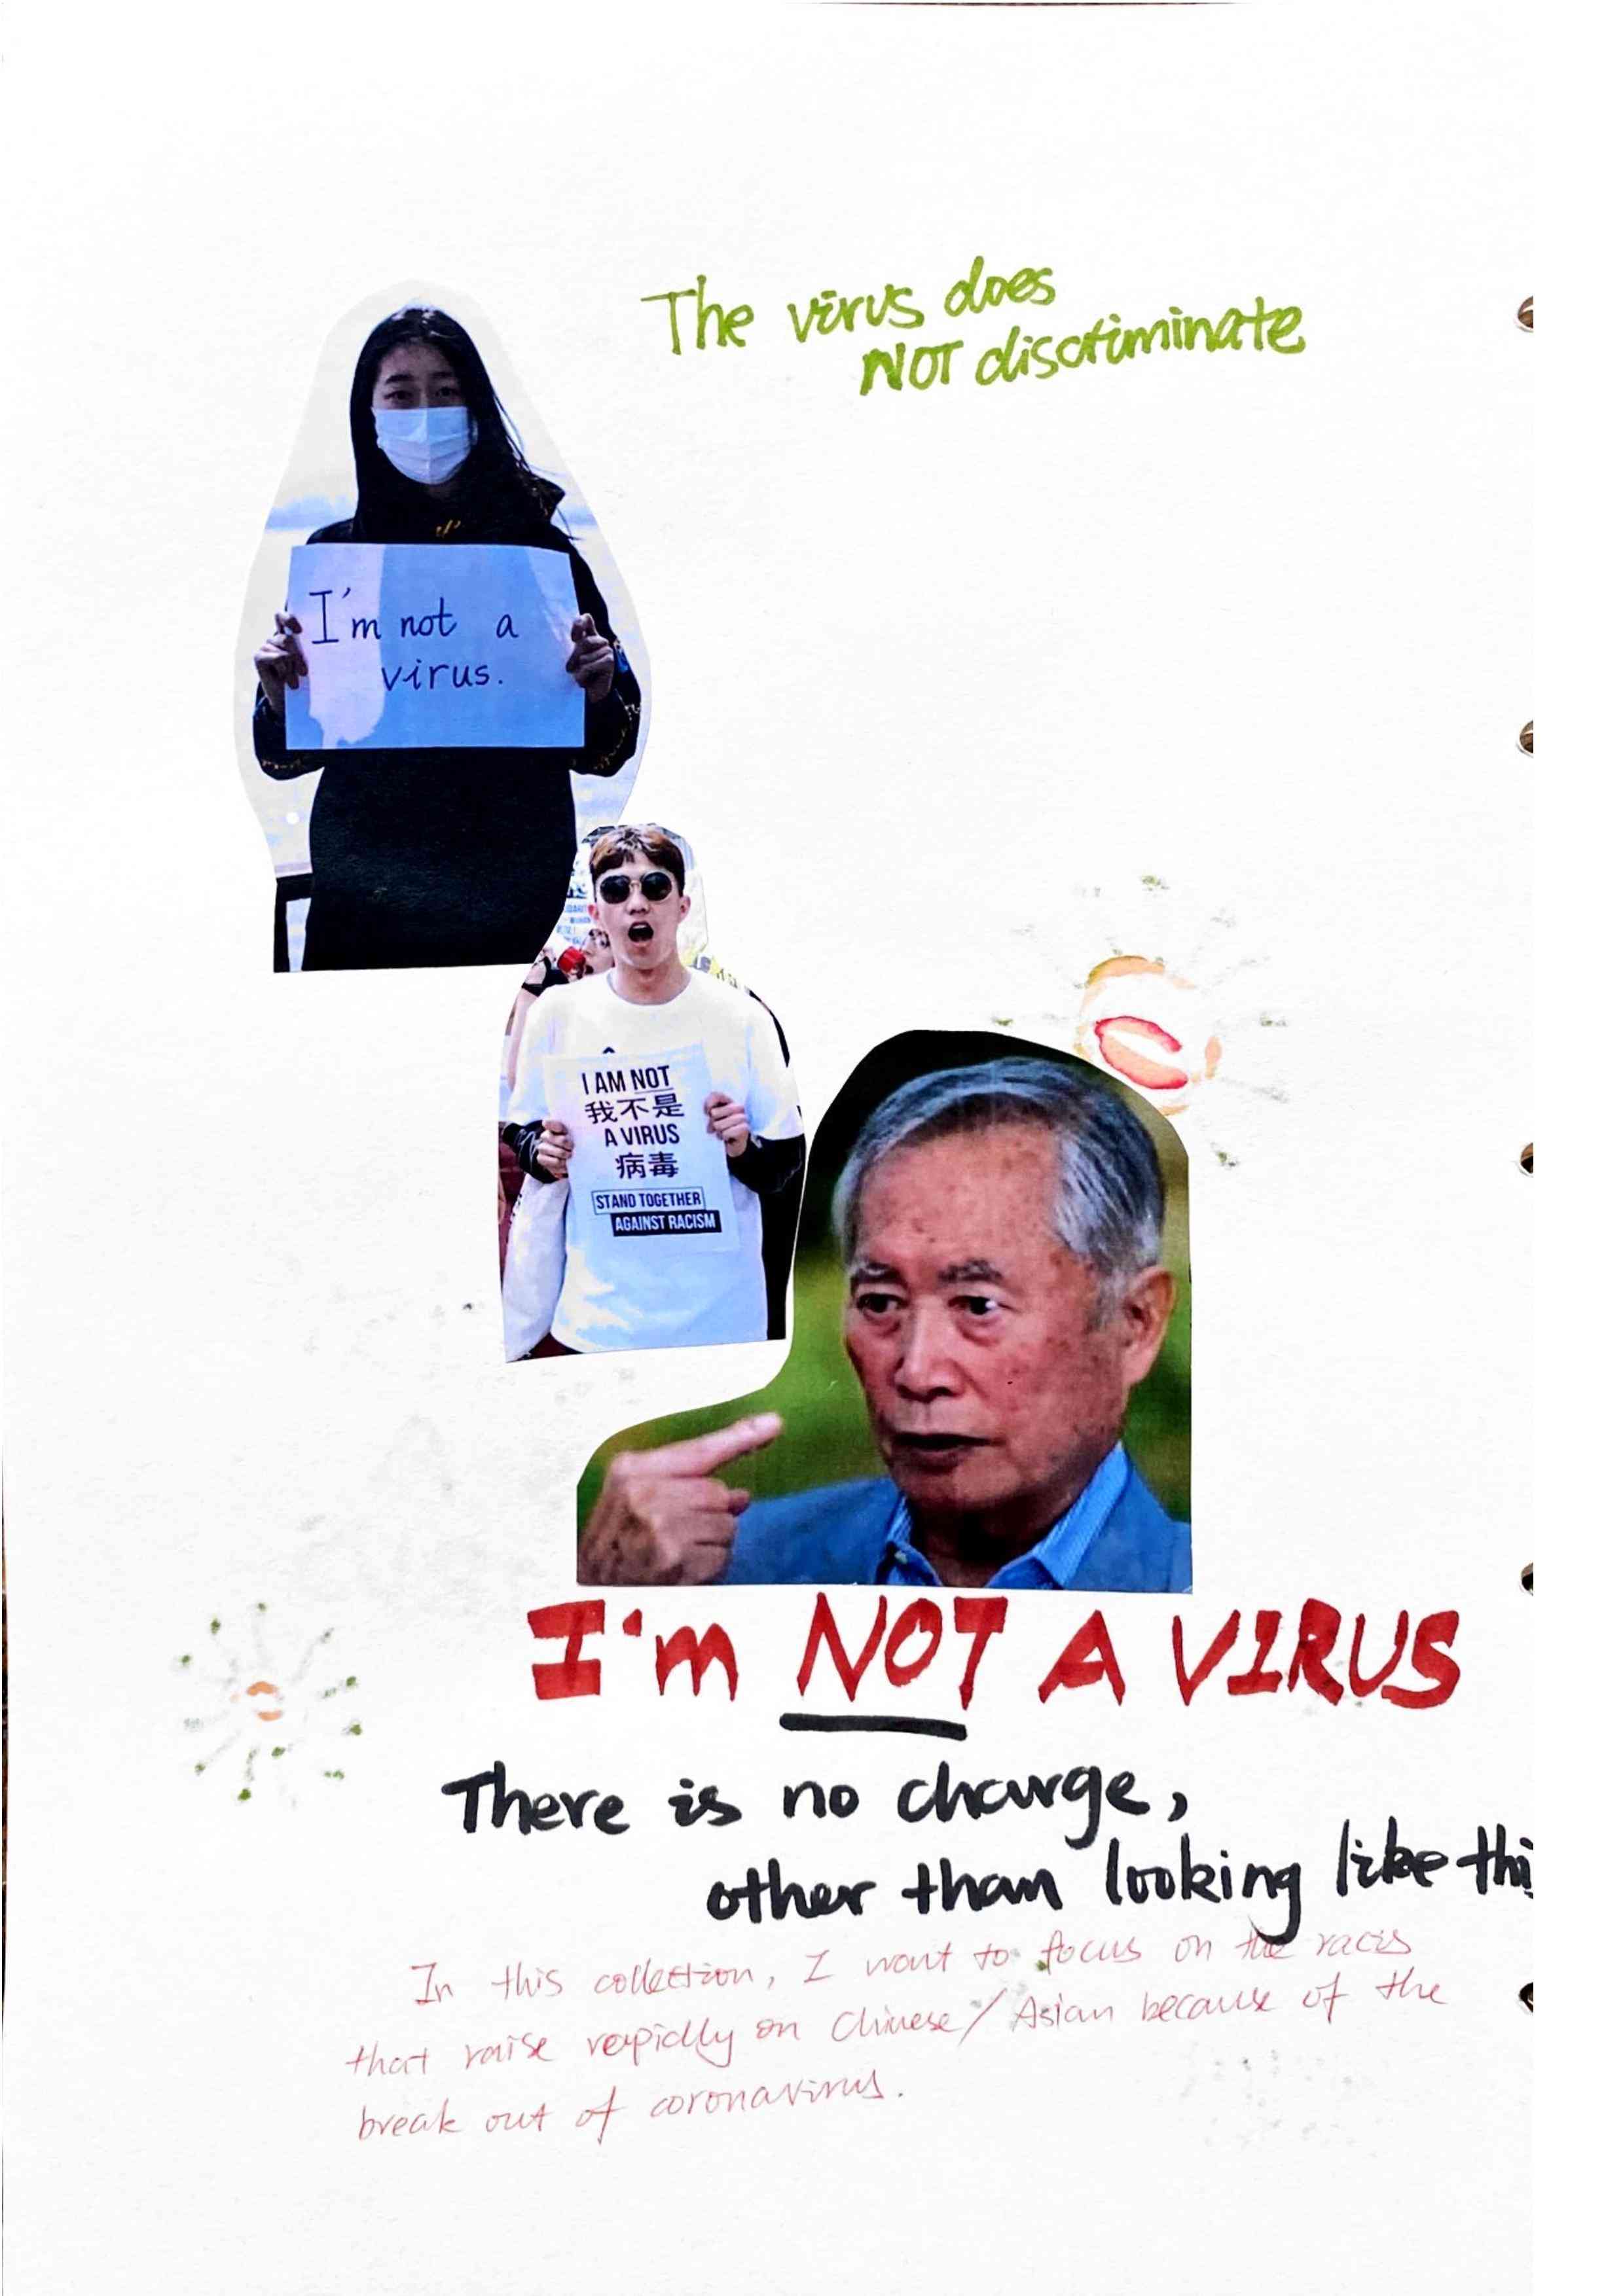 The virus does
NOT discriminate
I'm not a
virus.
I AM NOT
我不是
A VIRUS
病毒
STAND TOGETHER
AGAINST RACISM
I'm NOT A VIRUS
There is no charge,
other than looking like thi
In this collection, I want to focus on the racis
that raise rapidly on Chinese/Asian because of the
break out of coronavirus.